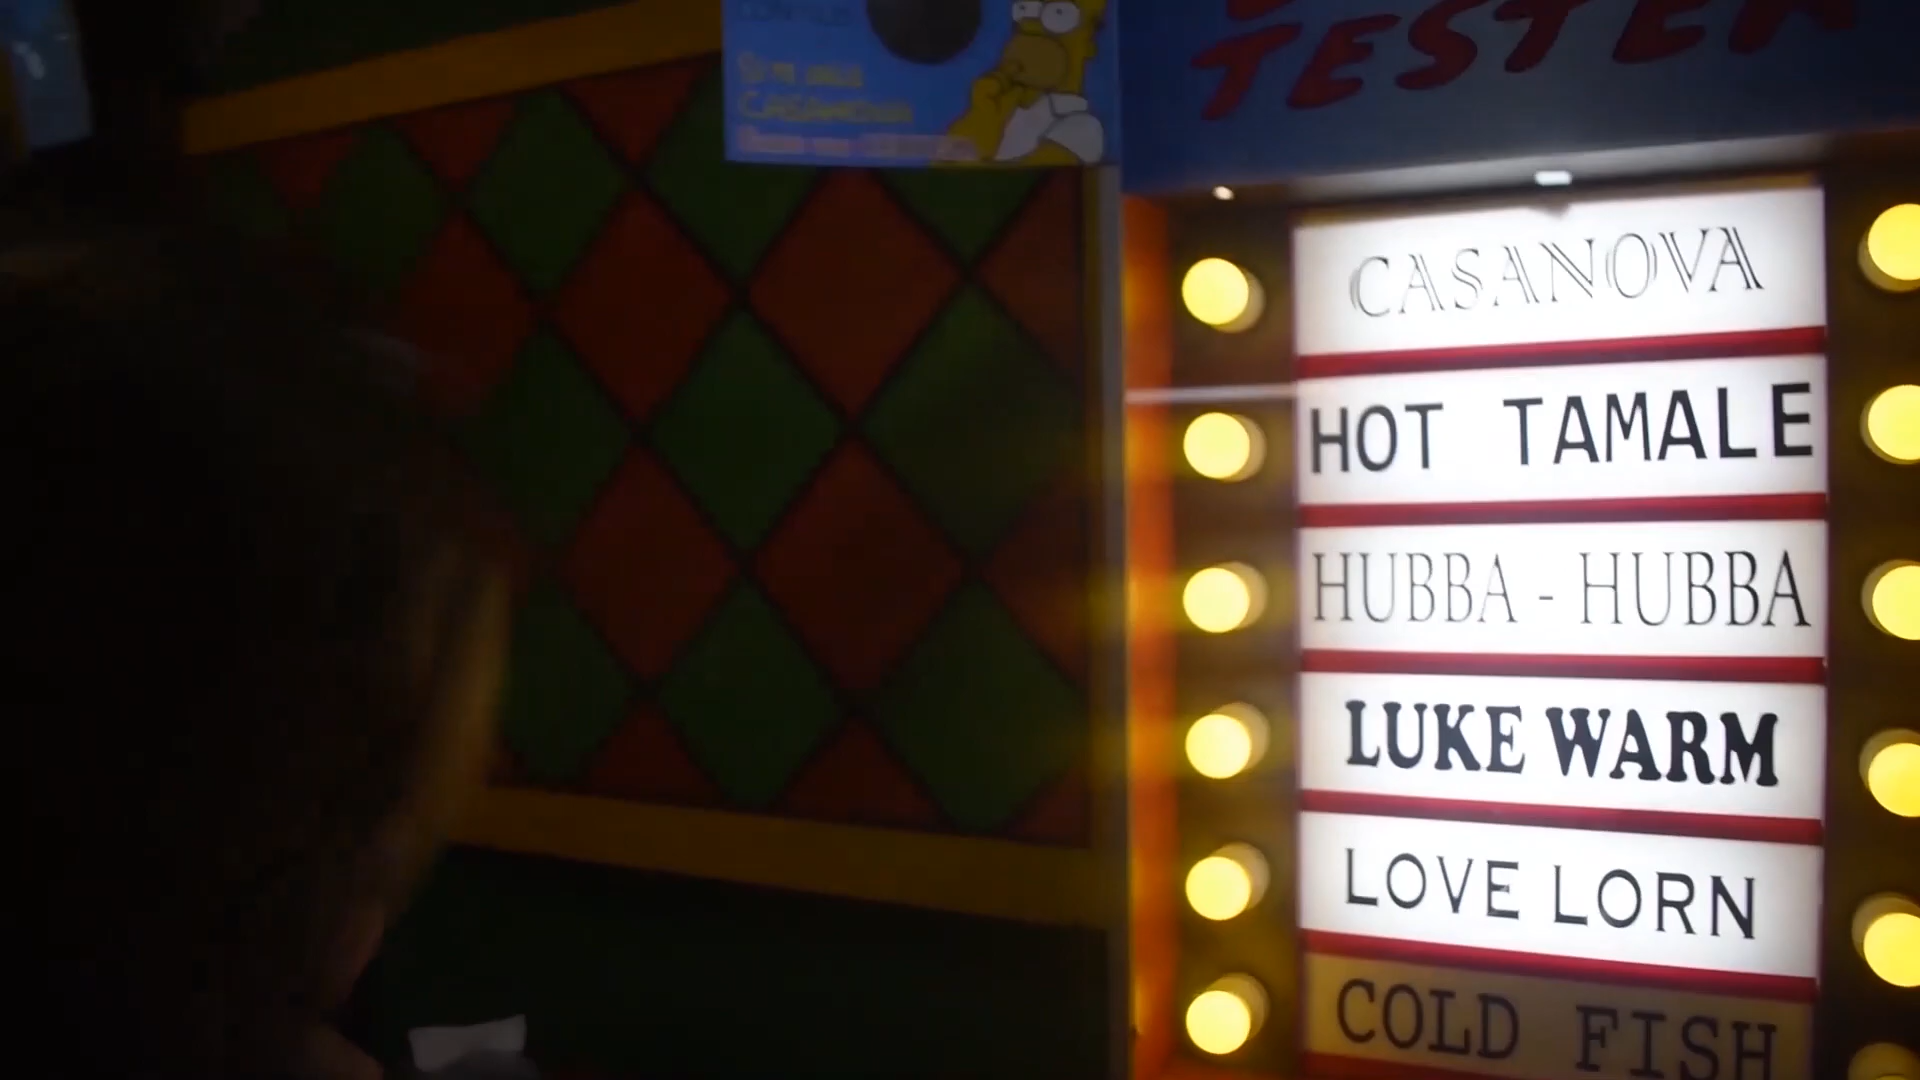 TESTER
CASANOVA
HOT TAMALE
HUBBA - HUBBA
LUKE WARM
LOVE LORN
COLD FISH